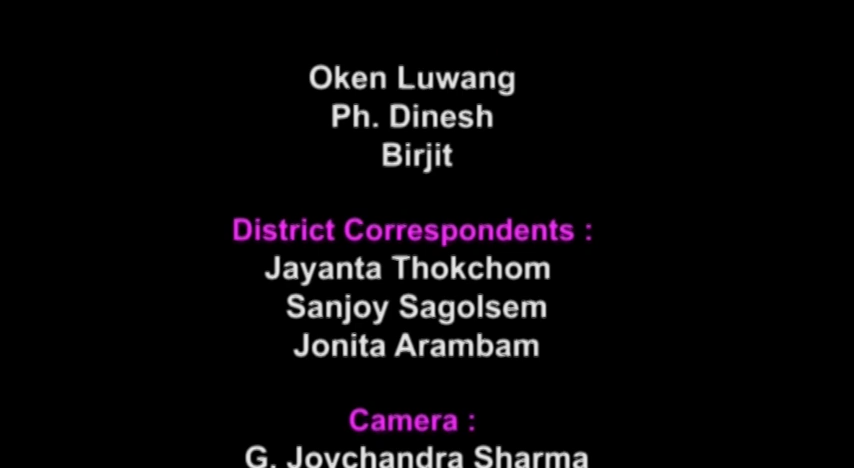 Oken Luwang
Ph. Dinesh
Birjit
District Correspondents :
Jayanta Thokchom
Sanjoy Sagolsem
Jonita Arambam
Camera :
G. Joychandra Sharma